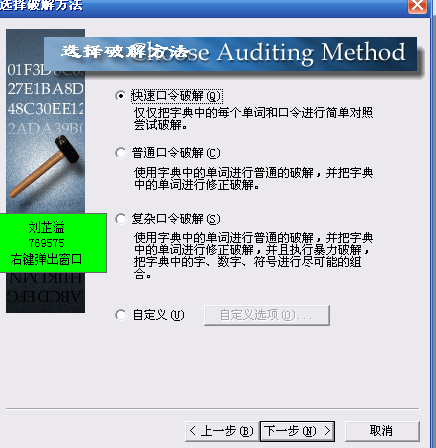 选择破解方法
选择破解方法
Choose Auditing Method
01F3D8C03
27E1BA8D
48C30EE12
2ADA39B0
快速口令破解(Q)
仅仅把字典中的每个单词和口令进行简单对照
尝试破解。
普通口令破解(C)
使用字典中的单词进行普通的破解,并把字典
中的单词进行修正破解。
刘芷溢
769575
右键弹出窗口
复杂口令破解(S)
使用字典中的单词进行普通的破解,并把字典
中的单词进行修正破解,并且执行暴力破解,
把字典中的字、数字、符号进行尽可能的组
合。
自定义(U)
自定义选项(O)...
< 上一步(B)
下一步(N) >
取消